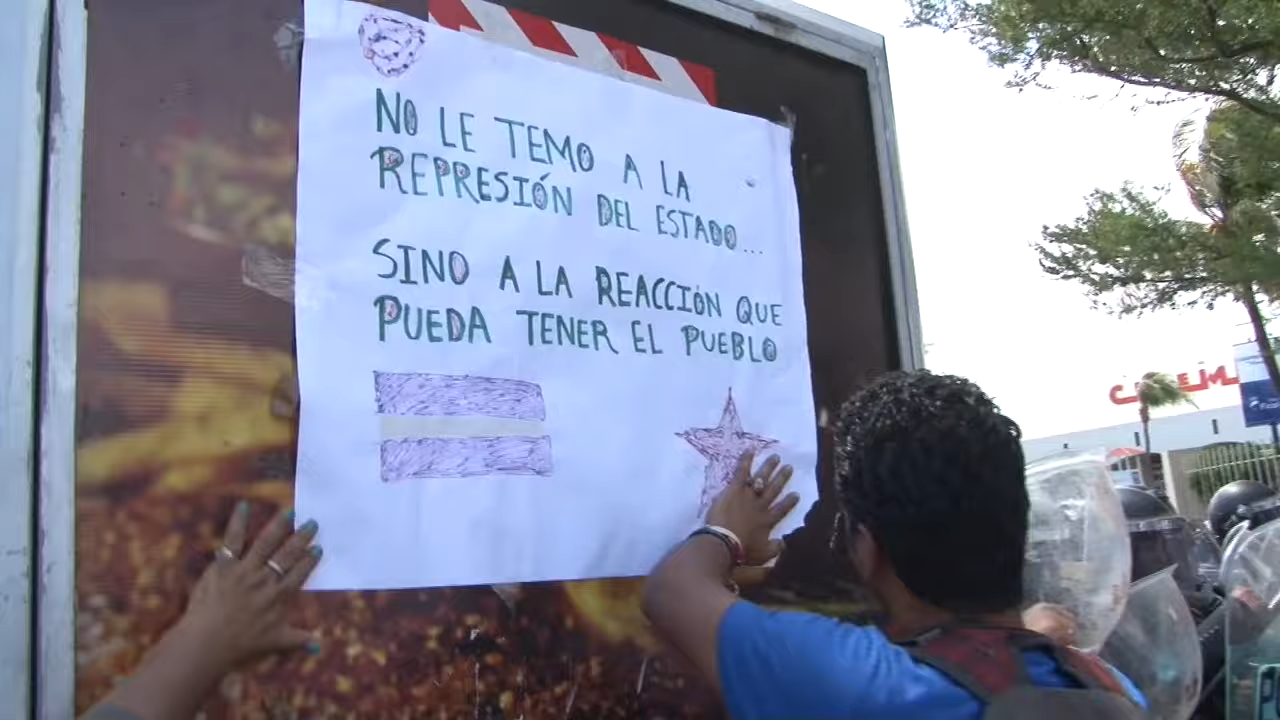 NO LE TEMO A LA
REPRESIÓN DEL ESTADO...
SINO A LA REACCIÓN QUE
PUEDA TENER EL PUEBLO